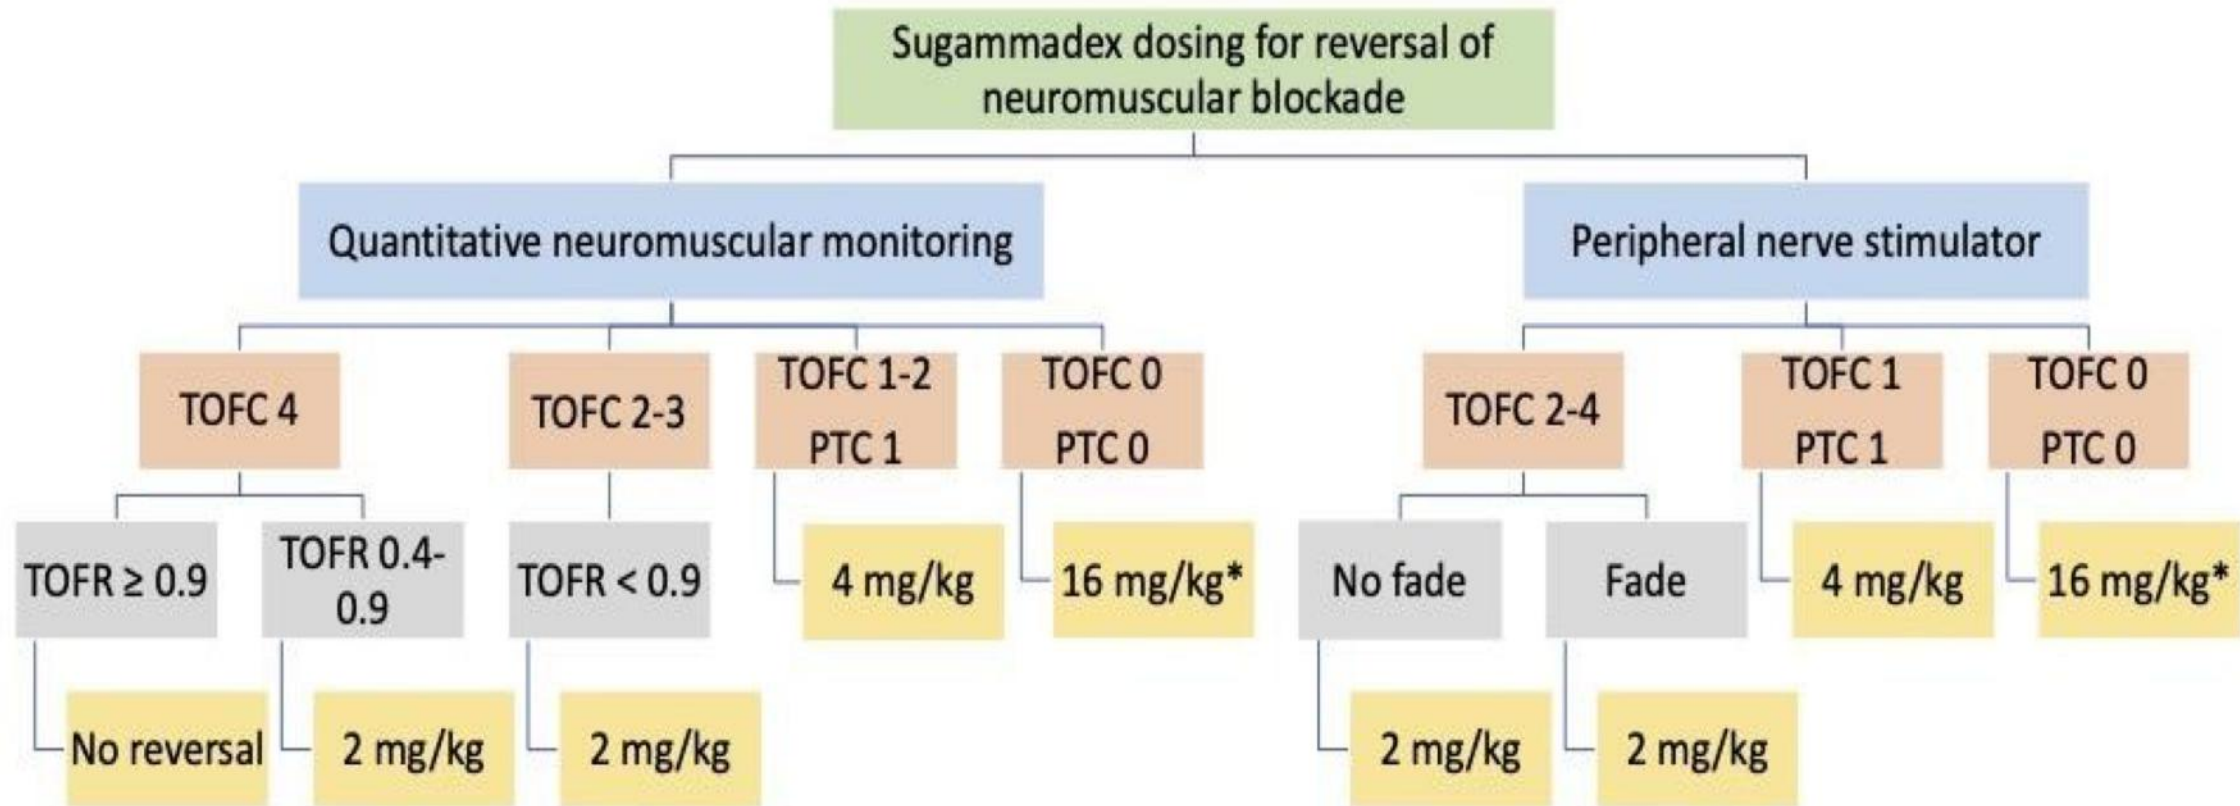 Sugammadex dosing for reversal of
neuromuscular blockade
Quantitative neuromuscular monitoring
Peripheral nerve stimulator
TOFC 4
TOFC 2-3
TOFC 1-2
PTC 1
TOFC 0
PTC 0
TOFC 2-4
TOFC 1
PTC 1
TOFC 0
PTC 0
TOFR ≥ 0.9
TOFR 0.4-
0.9
TOFR < 0.9
4 mg/kg
16 mg/kg*
No fade
Fade
4 mg/kg
16 mg/kg*
No reversal
2 mg/kg
2 mg/kg
2 mg/kg
2 mg/kg